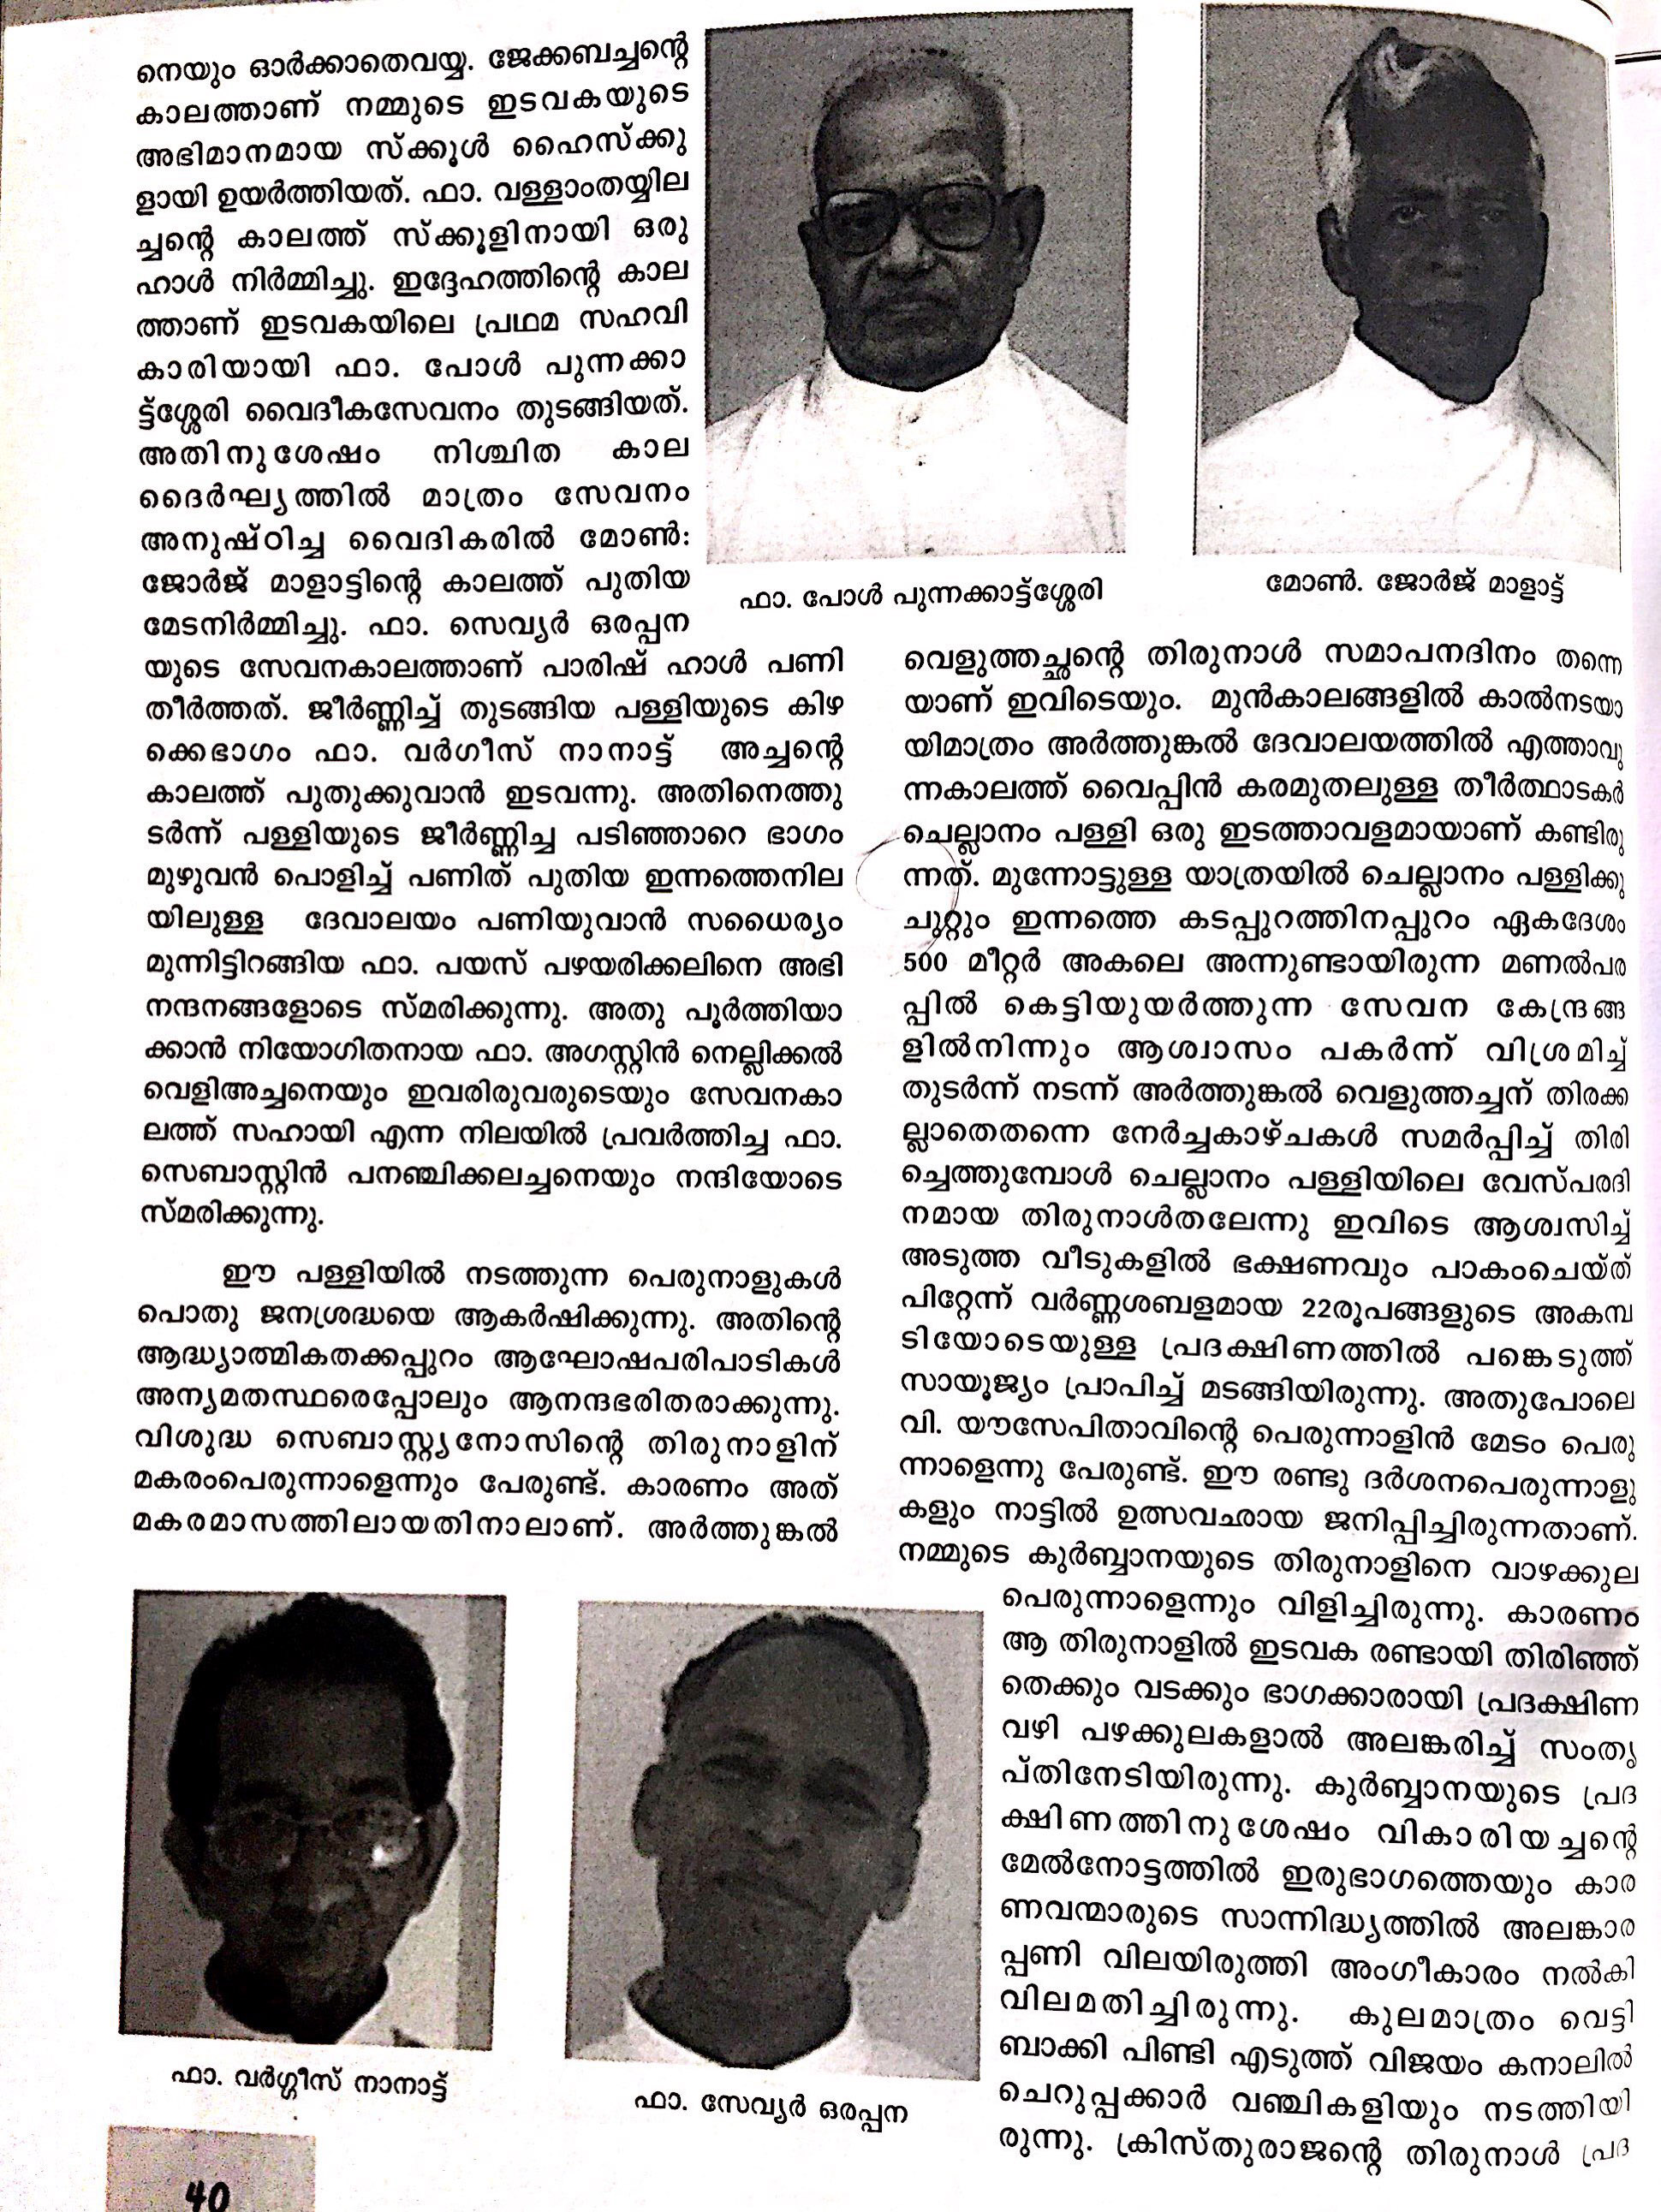 നെയും ഓർക്കാതെവയ്യ. ജേക്കബച്ചന്റെ
കാലത്താണ് നമ്മുടെ ഇടവകയുടെ
അഭിമാനമായ സ്ക്കൂൾ ഹൈസ്ക്കു
ളായി ഉയർത്തിയത്. ഫാ. വള്ളാംതയ്യില
ച്ചന്റെ കാലത്ത് സ്ക്കൂളിനായി ഒരു
ഹാൾ നിർമ്മിച്ചു. ഇദ്ദേഹത്തിന്റെ കാല
ത്താണ് ഇടവകയിലെ പ്രഥമ സഹവി
കാരിയായി ഫാ. പോൾ പുന്നക്കാ
ട്ട്ശ്ശേരി വൈദീകസേവനം തുടങ്ങിയത്.
അതിനുശേഷം നിശ്ചിത കാല
ദൈർഘ്യത്തിൽ മാത്രം സേവനം
അനുഷ്ഠിച്ച വൈദികരിൽ മോൺ:
ജോർജ് മാളാട്ടിന്റെ കാലത്ത് പുതിയ
മേടനിർമ്മിച്ചു. ഫാ. സെവ്യർ ഒരപ്പന
യുടെ സേവനകാലത്താണ് പാരിഷ് ഹാൾ പണി
തീർത്തത്. ജീർണ്ണിച്ച് തുടങ്ങിയ പള്ളിയുടെ കിഴ
ക്കെഭാഗം ഫാ. വർഗീസ് നാനാട്ട് അച്ചന്റെ
കാലത്ത് പുതുക്കുവാൻ ഇടവന്നു. അതിനെത്തു
ടർന്ന് പള്ളിയുടെ ജീർണ്ണിച്ച പടിഞ്ഞാറെ ഭാഗം
മുഴുവൻ പൊളിച്ച് പണിത് പുതിയ ഇന്നത്തെനില
യിലുള്ള ദേവാലയം പണിയുവാൻ സധൈര്യം
മുന്നിട്ടിറങ്ങിയ ഫാ. പയസ് പഴയരിക്കലിനെ അഭി
നന്ദനങ്ങളോടെ സ്മരിക്കുന്നു. അതു പൂർത്തിയാ
ക്കാൻ നിയോഗിതനായ ഫാ. അഗസ്റ്റിൻ നെല്ലിക്കൽ
വെളിഅച്ചനെയും ഇവരിരുവരുടെയും സേവനകാ
ലത്ത് സഹായി എന്ന നിലയിൽ പ്രവർത്തിച്ച ഫാ.
സെബാസ്റ്റിൻ പനഞ്ചിക്കലച്ചനെയും നന്ദിയോടെ
സ്മരിക്കുന്നു.
ഈ പള്ളിയിൽ നടത്തുന്ന പെരുനാളുകൾ
പൊതു ജനശ്രദ്ധയെ ആകർഷിക്കുന്നു. അതിന്റെ
ആദ്ധ്യാത്മികതക്കപ്പുറം ആഘോഷപരിപാടികൾ
അന്യമതസ്ഥരെപ്പോലും ആനന്ദഭരിതരാക്കുന്നു.
വിശുദ്ധ സെബാസ്റ്റ്യനോസിന്റെ തിരുനാളിന്
മകരംപെരുന്നാളെന്നും പേരുണ്ട്. കാരണം അത്
മകരമാസത്തിലായതിനാലാണ്. അർത്തുങ്കൽ
ഫാ. പോൾ പുന്നക്കാട്ട്ശ്ശേരി
മോൺ. ജോർജ് മാളാട്ട്
വെളുത്തച്ഛന്റെ തിരുനാൾ സമാപനദിനം തന്നെ
യാണ് ഇവിടെയും. മുൻകാലങ്ങളിൽ കാൽനടയാ
യിമാത്രം അർത്തുങ്കൽ ദേവാലയത്തിൽ എത്താവു
ന്നകാലത്ത് വൈപ്പിൻ കരമുതലുള്ള തീർത്ഥാടകർ
ചെല്ലാനം പള്ളി ഒരു ഇടത്താവളമായാണ് കണ്ടിരു
ന്നത്. മുന്നോട്ടുള്ള യാത്രയിൽ ചെല്ലാനം പള്ളിക്കു
ചുറ്റും ഇന്നത്തെ കടപ്പുറത്തിനപ്പുറം ഏകദേശം
500 മീറ്റർ അകലെ അന്നുണ്ടായിരുന്ന മണൽപര
പ്പിൽ കെട്ടിയുയർത്തുന്ന സേവന കേന്ദ്രങ്ങ
ളിൽനിന്നും ആശ്വാസം പകർന്ന് വിശ്രമിച്ച്
തുടർന്ന് നടന്ന് അർത്തുങ്കൽ വെളുത്തച്ചന് തിരക്ക
ല്ലാതെതന്നെ നേർച്ചകാഴ്ചകൾ സമർപ്പിച്ച് തിരി
ച്ചെത്തുമ്പോൾ ചെല്ലാനം പള്ളിയിലെ വേസ്പരദി
നമായ തിരുനാൾതലേന്നു ഇവിടെ ആശ്വസിച്ച്
അടുത്ത വീടുകളിൽ ഭക്ഷണവും പാകംചെയ്ത്
പിറ്റേന്ന് വർണ്ണശബളമായ 22രൂപങ്ങളുടെ അകമ്പ
ടിയോടെയുള്ള പ്രദക്ഷിണത്തിൽ പങ്കെടുത്ത്
സായൂജ്യം പ്രാപിച്ച് മടങ്ങിയിരുന്നു. അതുപോലെ
വി. യൗസേപിതാവിന്റെ പെരുന്നാളിൻ മേടം പെരു
ന്നാളെന്നു പേരുണ്ട്. ഈ രണ്ടു ദർശനപെരുന്നാളു
കളും നാട്ടിൽ ഉത്സവഛായ ജനിപ്പിച്ചിരുന്നതാണ്.
നമ്മുടെ കുർബ്ബാനയുടെ തിരുനാളിനെ വാഴക്കുല
പെരുന്നാളെന്നും വിളിച്ചിരുന്നു. കാരണം
ആ തിരുനാളിൽ ഇടവക രണ്ടായി തിരിഞ്ഞ്
തെക്കും വടക്കും ഭാഗക്കാരായി പ്രദക്ഷിണ
വഴി പഴക്കുലകളാൽ അലങ്കരിച്ച് സംതൃ
പ്തിനേടിയിരുന്നു. കുർബ്ബാനയുടെ പ്രദ
ക്ഷിണത്തിനുശേഷം വികാരിയച്ചന്റെ
മേൽനോട്ടത്തിൽ ഇരുഭാഗത്തെയും കാര
ണവന്മാരുടെ സാന്നിദ്ധ്യത്തിൽ അലങ്കാര
പ്പണി വിലയിരുത്തി അംഗീകാരം നൽകി
വിലമതിച്ചിരുന്നു. കുലമാത്രം വെട്ടി
ബാക്കി പിണ്ടി എടുത്ത് വിജയം കനാലിൽ
ചെറുപ്പക്കാർ വഞ്ചികളിയും നടത്തിയി
രുന്നു. ക്രിസ്തുരാജന്റെ തിരുനാൾ പ്രദ
ഫാ. വർഗ്ഗീസ് നാനാട്ട്
ഫാ. സേവ്യർ ഒരപ്പന
40